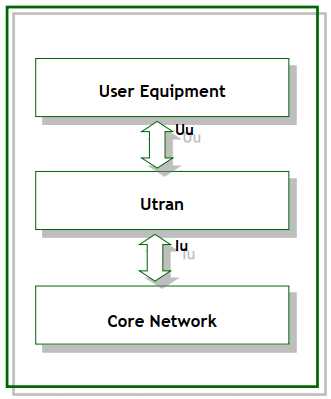 User Equipment
Uu
Utran
Iu
Core Network